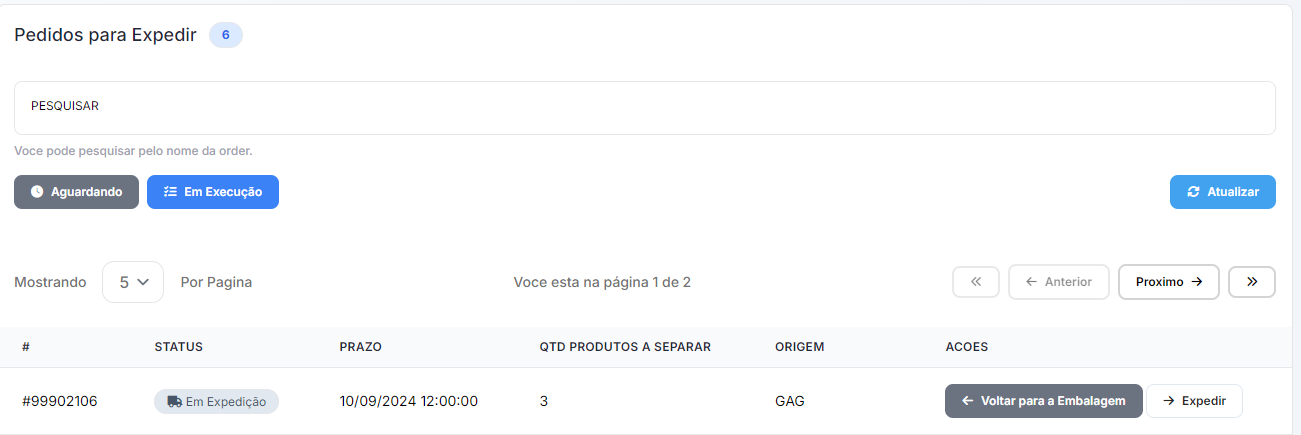 Pedidos para Expedir 6
PESQUISAR
Voce pode pesquisar pelo nome da order.
Aguardando Em Execução Atualizar
Mostrando 5 Por Pagina Voce esta na página 1 de 2 « ← Anterior Proximo → »
# STATUS PRAZO QTD PRODUTOS A SEPARAR ORIGEM ACOES
#99902106 Em Expedição 10/09/2024 12:00:00 3 GAG ← Voltar para a Embalagem → Expedir